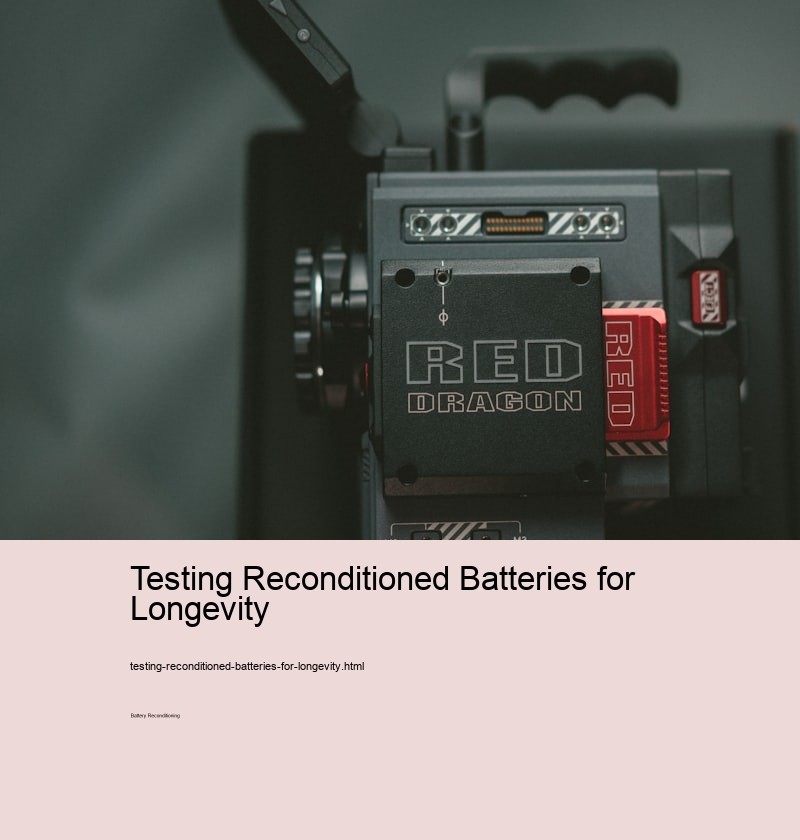 RED
DRAGON
RED
Testing Reconditioned Batteries for
Longevity
testing-reconditioned-batteries-for-longevity.html
Battery Reconditioning